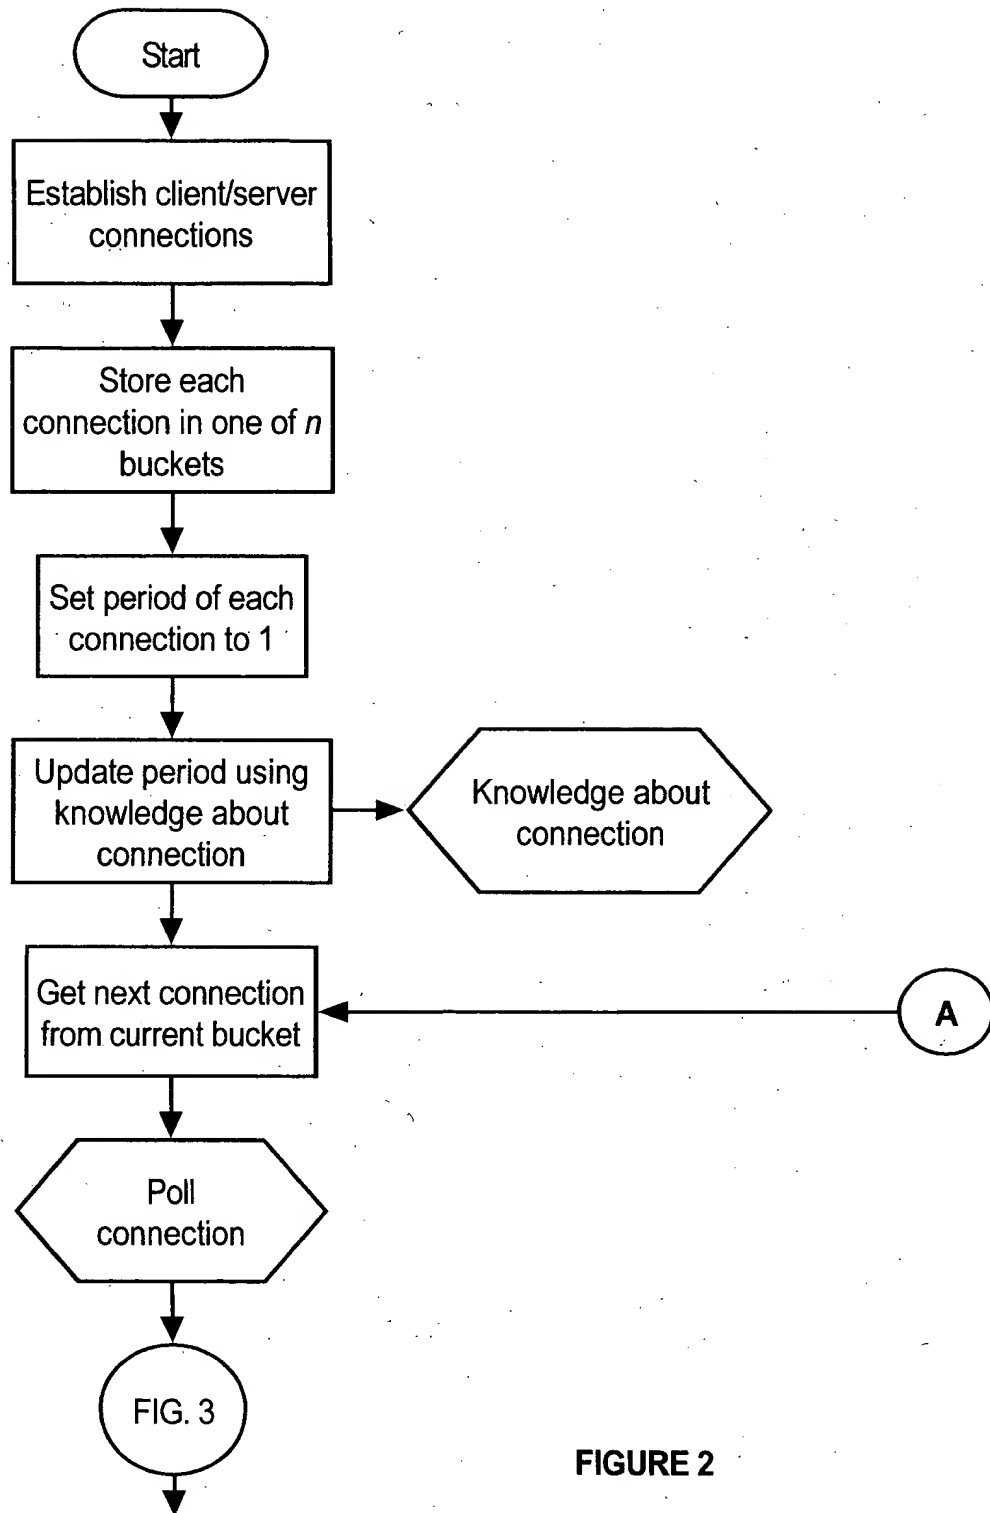 Start
Establish client/server
connections
Store each
connection in one of n
buckets
Set period of each
connection to 1
Update period using
knowledge about
connection
Knowledge about
connection
Get next connection
from current bucket
A
Poll
connection
FIG. 3
FIGURE 2